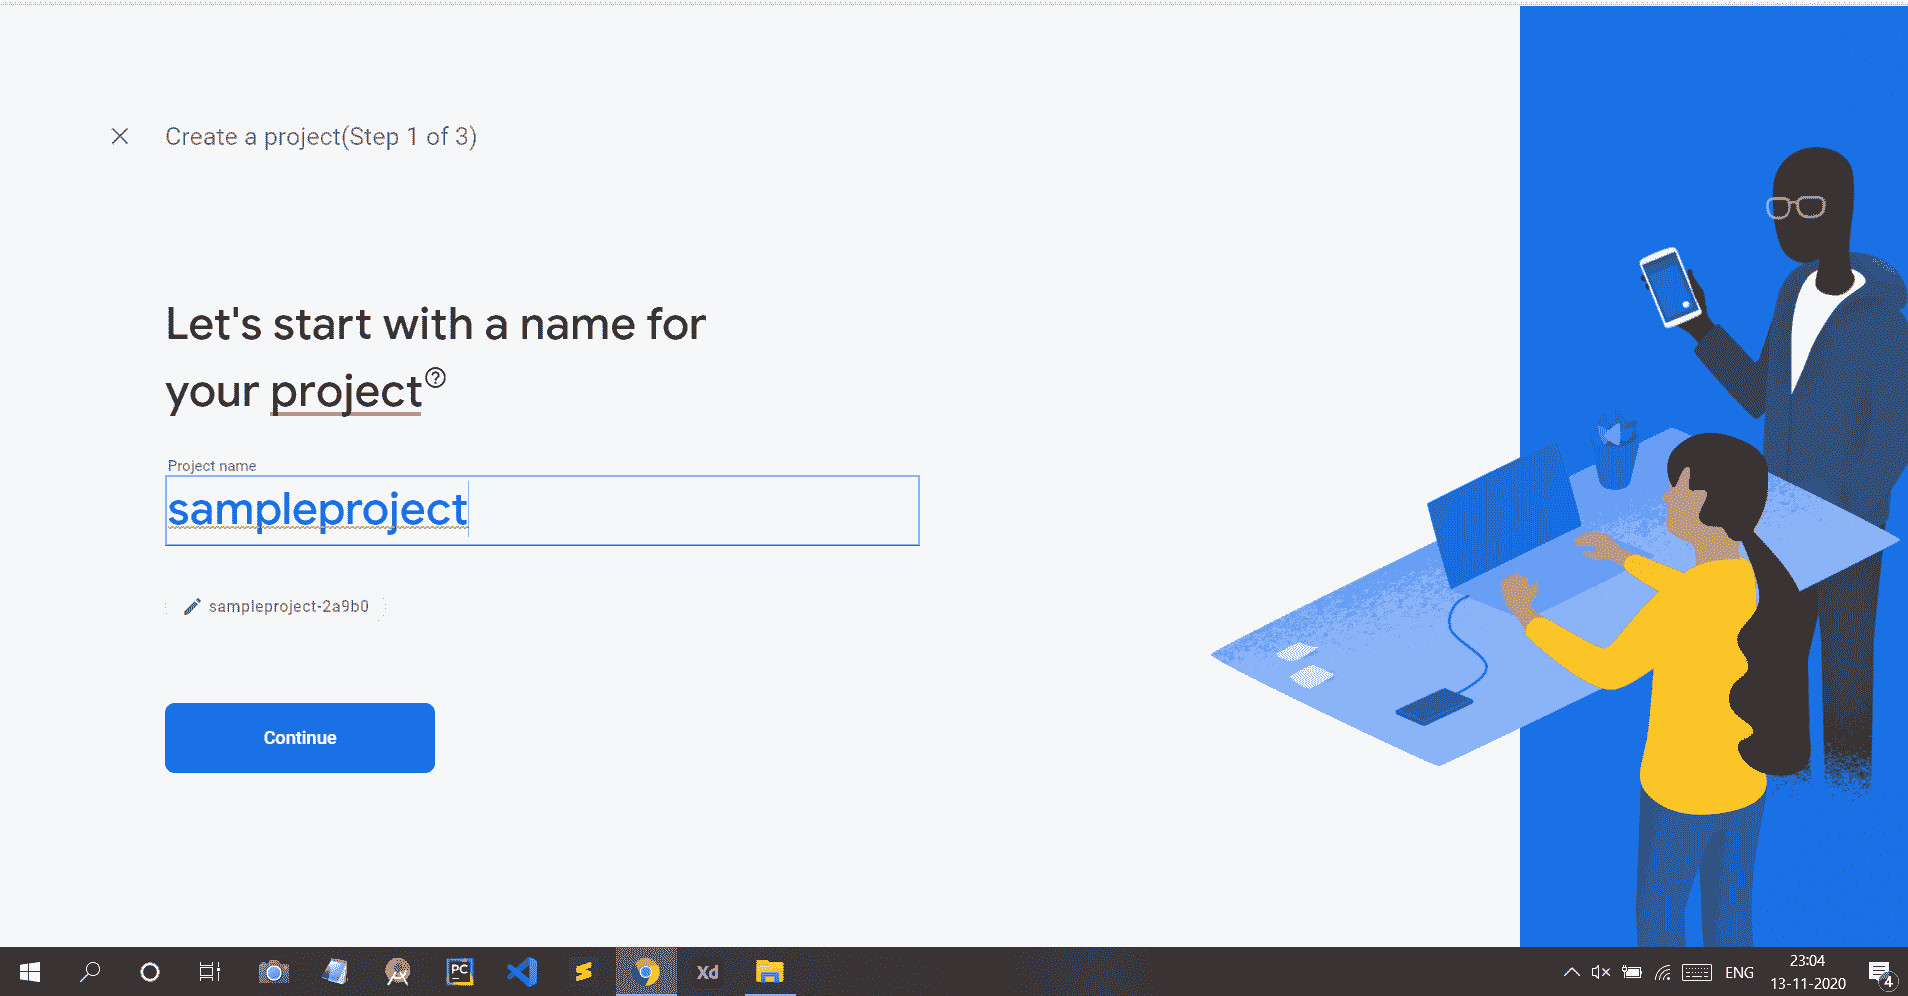 Create a project(Step 1 of 3)
Let's start with a name for
your project
Project name
sampleproject
sampleproject-2a9b0
Continue
PC
Xd
ENG
23:04
13-11-2020
4